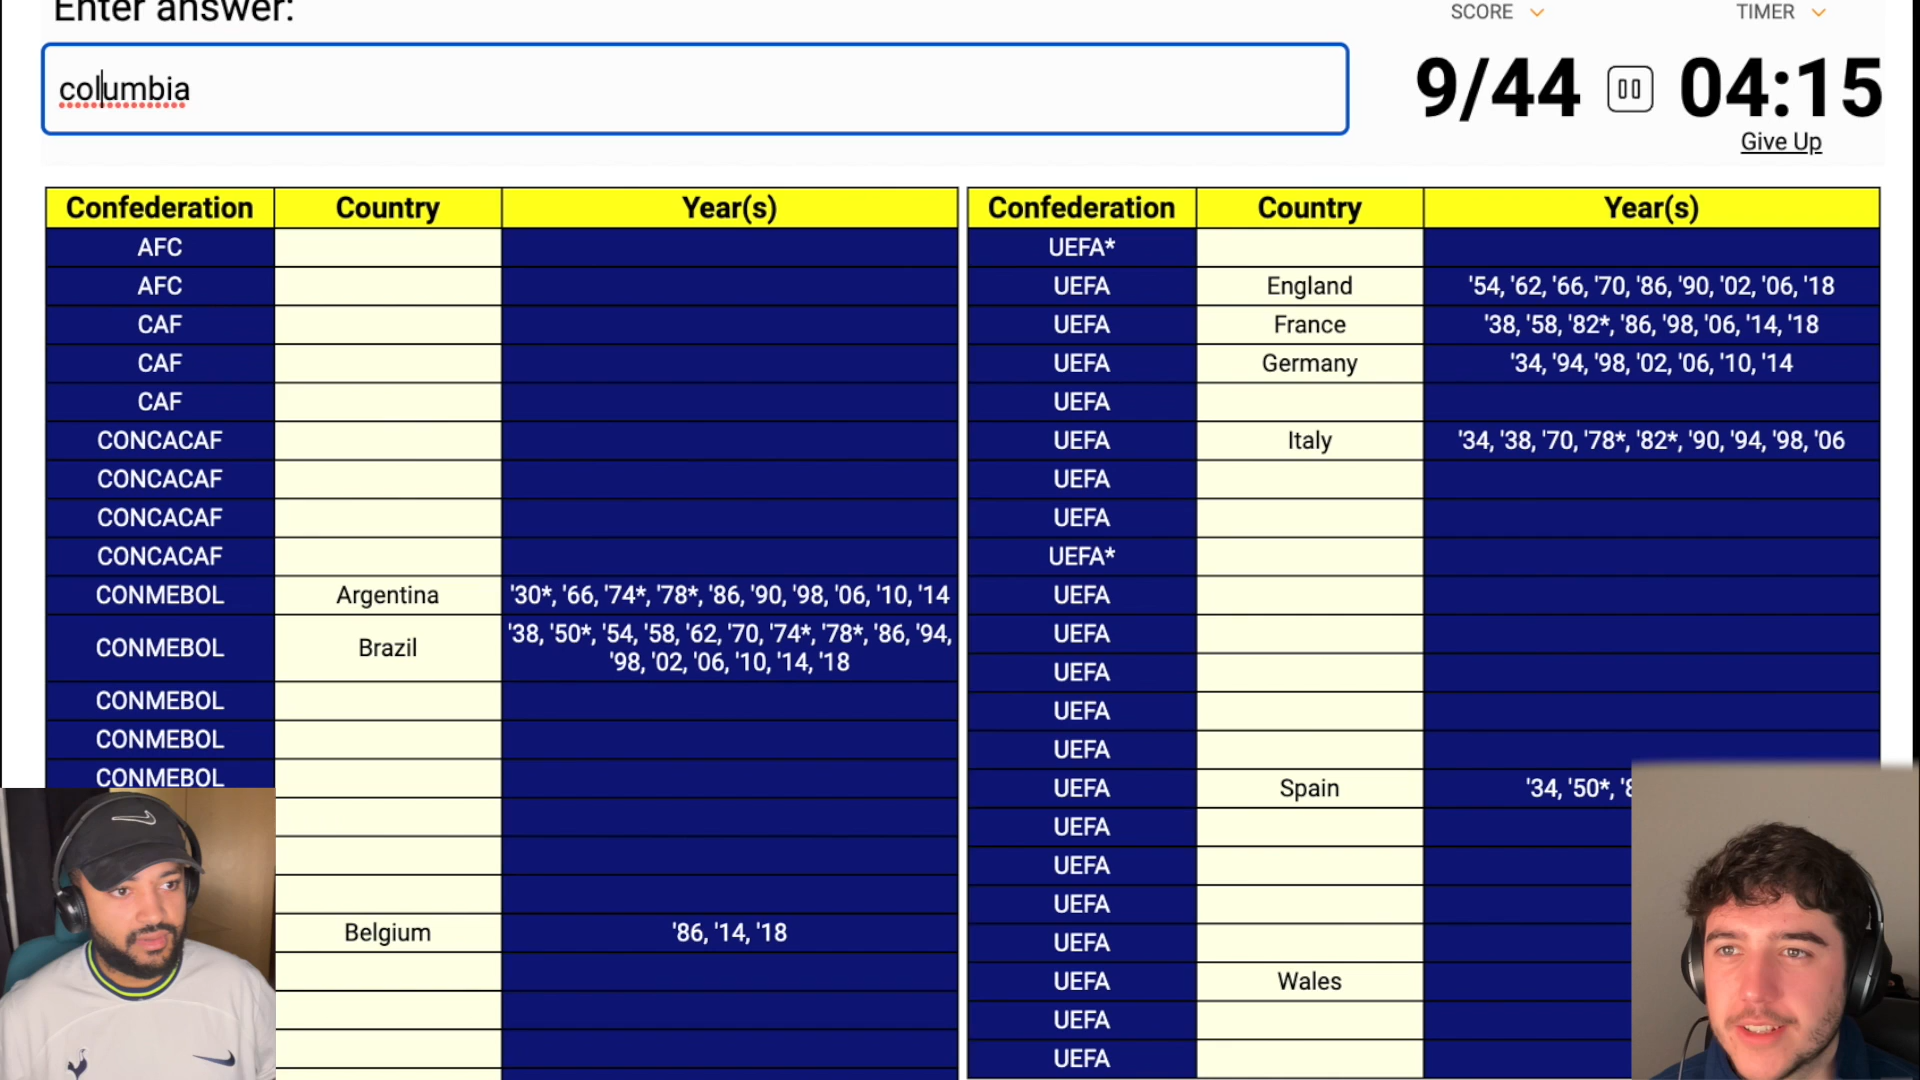 Enter answer:
columbia
SCORE
TIMER
9/44
04:15
Give Up
Confederation Country Year(s)
AFC
AFC
CAF
CAF
CAF
CONCACAF
CONCACAF
CONCACAF
CONCACAF
CONMEBOL Argentina '30*, '66, '74*, '78*, '86, '90, '98, '06, '10, '14
CONMEBOL Brazil '38, '50*, '54, '58, '62, '70, '74*, '78*, '86, '94,
'98, '02, '06, '10, '14, '18
CONMEBOL
CONMEBOL
CONMEBOL
Belgium '86, '14, '18
Confederation Country Year(s)
UEFA*
UEFA England '54, '62, '66, '70, '86, '90, '02, '06, '18
UEFA France '38, '58, '82*, '86, '98, '06, '14, '18
UEFA Germany '34, '94, '98, '02, '06, '10, '14
UEFA
UEFA Italy '34, '38, '70, '78*, '82*, '90, '94, '98, '06
UEFA
UEFA
UEFA*
UEFA
UEFA
UEFA
UEFA
UEFA
UEFA Spain '34, '50*,
UEFA
UEFA
UEFA
UEFA
UEFA Wales
UEFA
UEFA